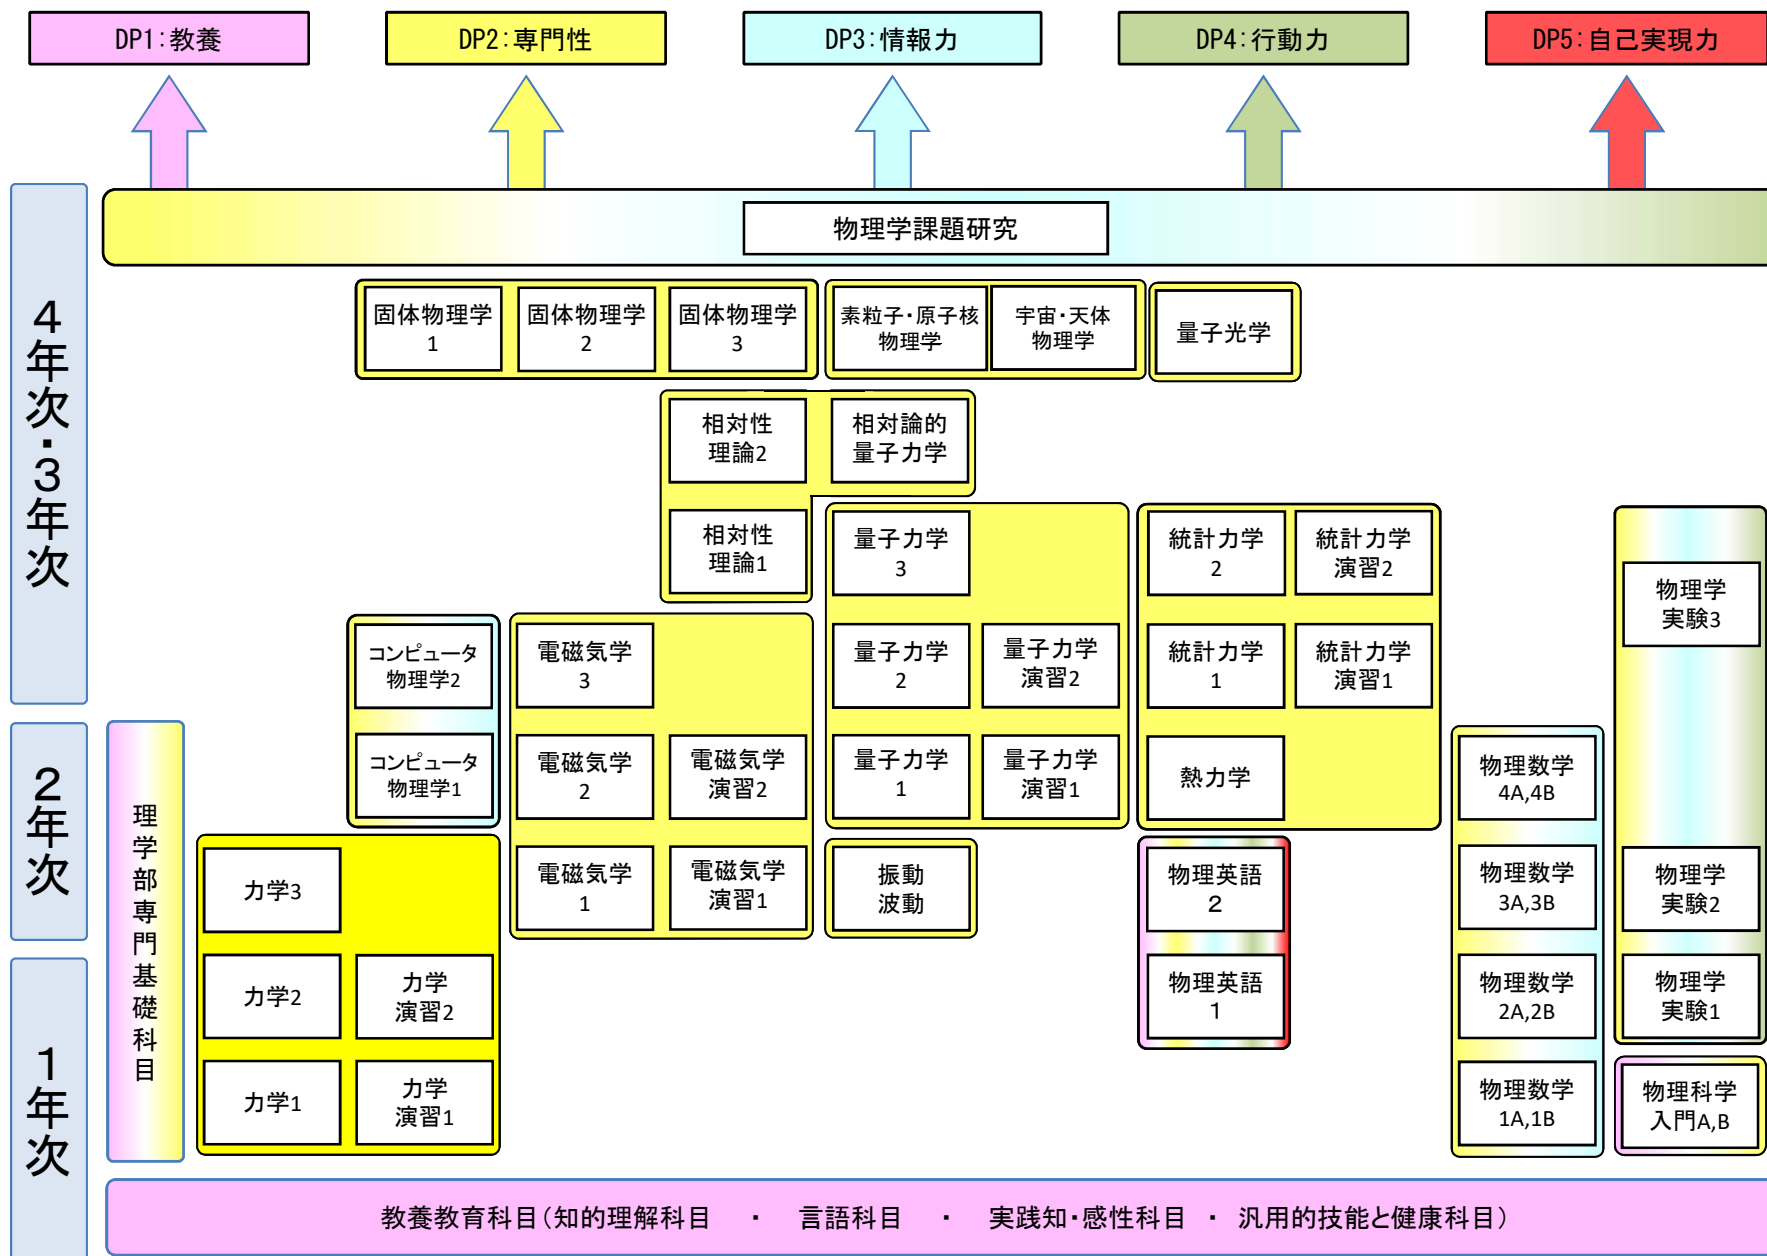 DP1:教養
DP2:専門性
DP3:情報力
DP4:行動力
DP5:自己実現力
4年次・3年次
物理学課題研究
固体物理学
1
固体物理学
2
固体物理学
3
素粒子・原子核
物理学
宇宙・天体
物理学
量子光学
相対性
理論2
相対論的
量子力学
相対性
理論1
量子力学
3
統計力学
2
統計力学
演習2
物理学
実験3
コンピュータ
物理学2
電磁気学
3
量子力学
2
量子力学
演習2
統計力学
1
統計力学
演習1
2年次
理学部専門基礎科目
コンピュータ
物理学1
電磁気学
2
電磁気学
演習2
量子力学
1
量子力学
演習1
熱力学
物理数学
4A,4B
力学3
電磁気学
1
電磁気学
演習1
振動
波動
物理英語
2
物理数学
3A,3B
物理学
実験2
1年次
力学2
力学
演習2
物理英語
1
物理数学
2A,2B
物理学
実験1
力学1
力学
演習1
物理数学
1A,1B
物理科学
入門A,B
教養教育科目(知的理解科目 ・ 言語科目 ・ 実践知・感性科目 ・ 汎用的技能と健康科目)